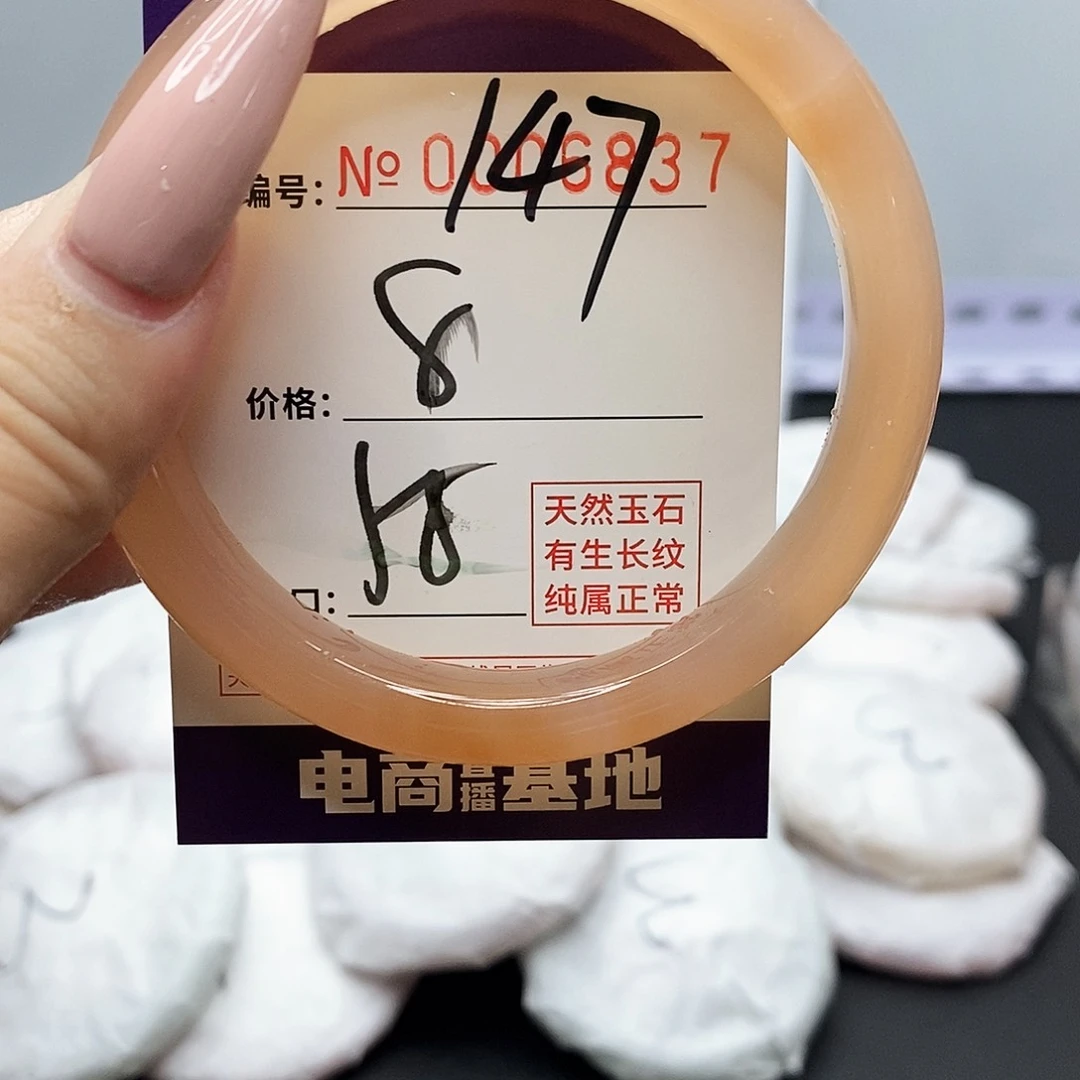 147
编号: № 0006837
8
价格:
58
口:
天然玉石
有生长纹
纯属正常
电商直播基地